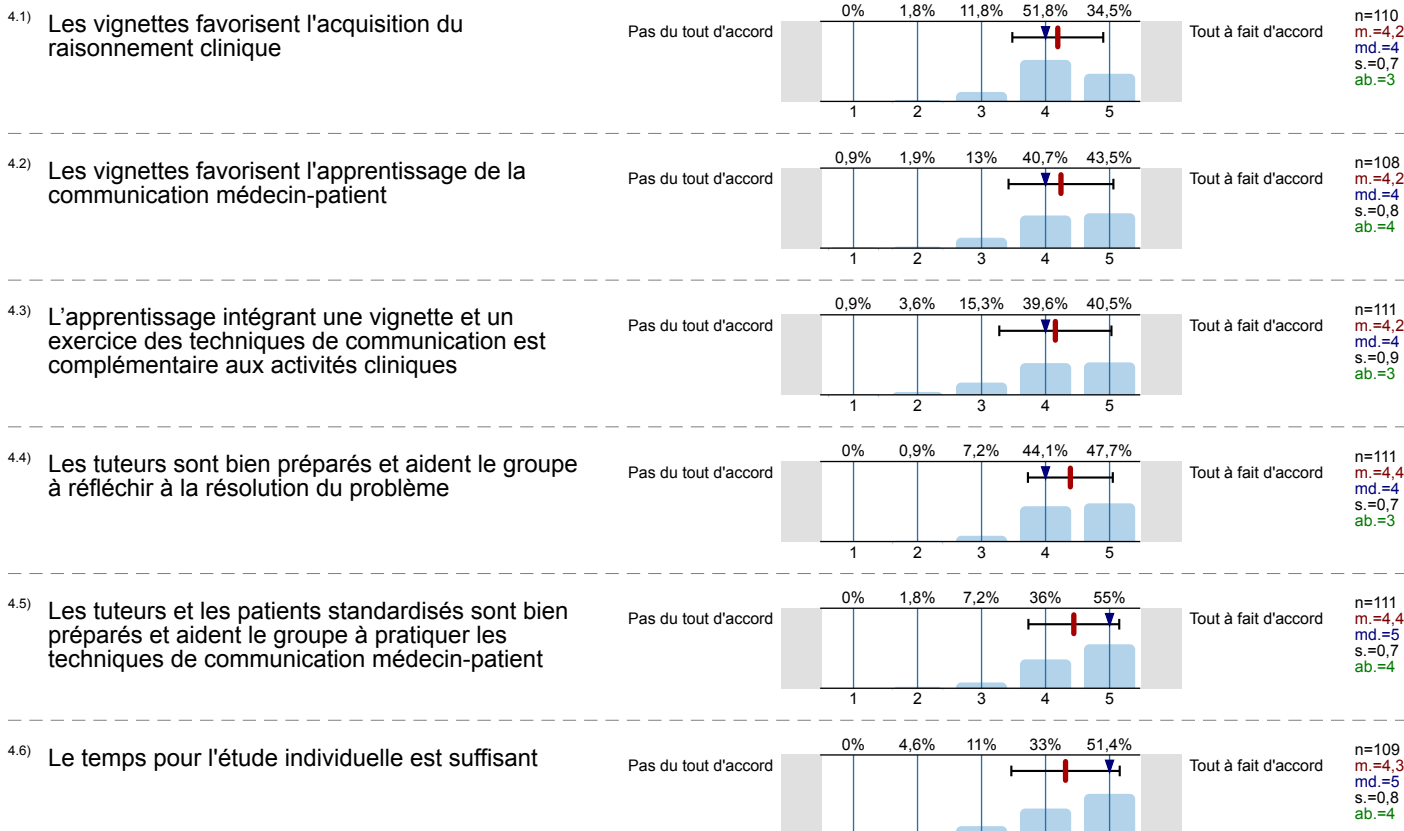 4.1) Les vignettes favorisent l'acquisition du
raisonnement clinique
Pas du tout d'accord
0% 1,8% 11,8% 51,8% 34,5%
1 2 3 4 5
Tout à fait d'accord
n=110
m.=4,2
md.=4
s.=0,7
ab.=3
4.2) Les vignettes favorisent l'apprentissage de la
communication médecin-patient
Pas du tout d'accord
0,9% 1,9% 13% 40,7% 43,5%
1 2 3 4 5
Tout à fait d'accord
n=108
m.=4,2
md.=4
s.=0,8
ab.=4
4.3) L’apprentissage intégrant une vignette et un
exercice des techniques de communication est
complémentaire aux activités cliniques
Pas du tout d'accord
0,9% 3,6% 15,3% 39,6% 40,5%
1 2 3 4 5
Tout à fait d'accord
n=111
m.=4,2
md.=4
s.=0,9
ab.=3
4.4) Les tuteurs sont bien préparés et aident le groupe
à réfléchir à la résolution du problème
Pas du tout d'accord
0% 0,9% 7,2% 44,1% 47,7%
1 2 3 4 5
Tout à fait d'accord
n=111
m.=4,4
md.=4
s.=0,7
ab.=3
4.5) Les tuteurs et les patients standardisés sont bien
préparés et aident le groupe à pratiquer les
techniques de communication médecin-patient
Pas du tout d'accord
0% 1,8% 7,2% 36% 55%
1 2 3 4 5
Tout à fait d'accord
n=111
m.=4,4
md.=5
s.=0,7
ab.=4
4.6) Le temps pour l'étude individuelle est suffisant
Pas du tout d'accord
0% 4,6% 11% 33% 51,4%
Tout à fait d'accord
n=109
m.=4,3
md.=5
s.=0,8
ab.=4